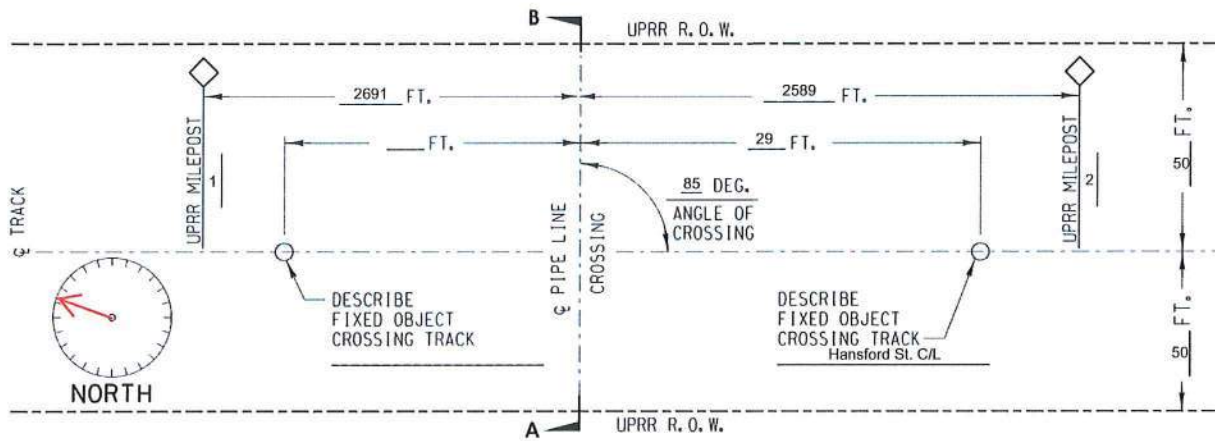 B
UPRR R. O. W.
2691 FT.
2589 FT.
FT.
29 FT.
UPRR MILEPOST
1
85 DEG.
ANGLE OF
CROSSING
UPRR MILEPOST
2
50 FT.
℄ TRACK
℄ PIPE LINE
CROSSING
DESCRIBE
FIXED OBJECT
CROSSING TRACK
DESCRIBE
FIXED OBJECT
CROSSING TRACK
Hansford St. C/L
50 FT.
NORTH
A
UPRR R. O. W.